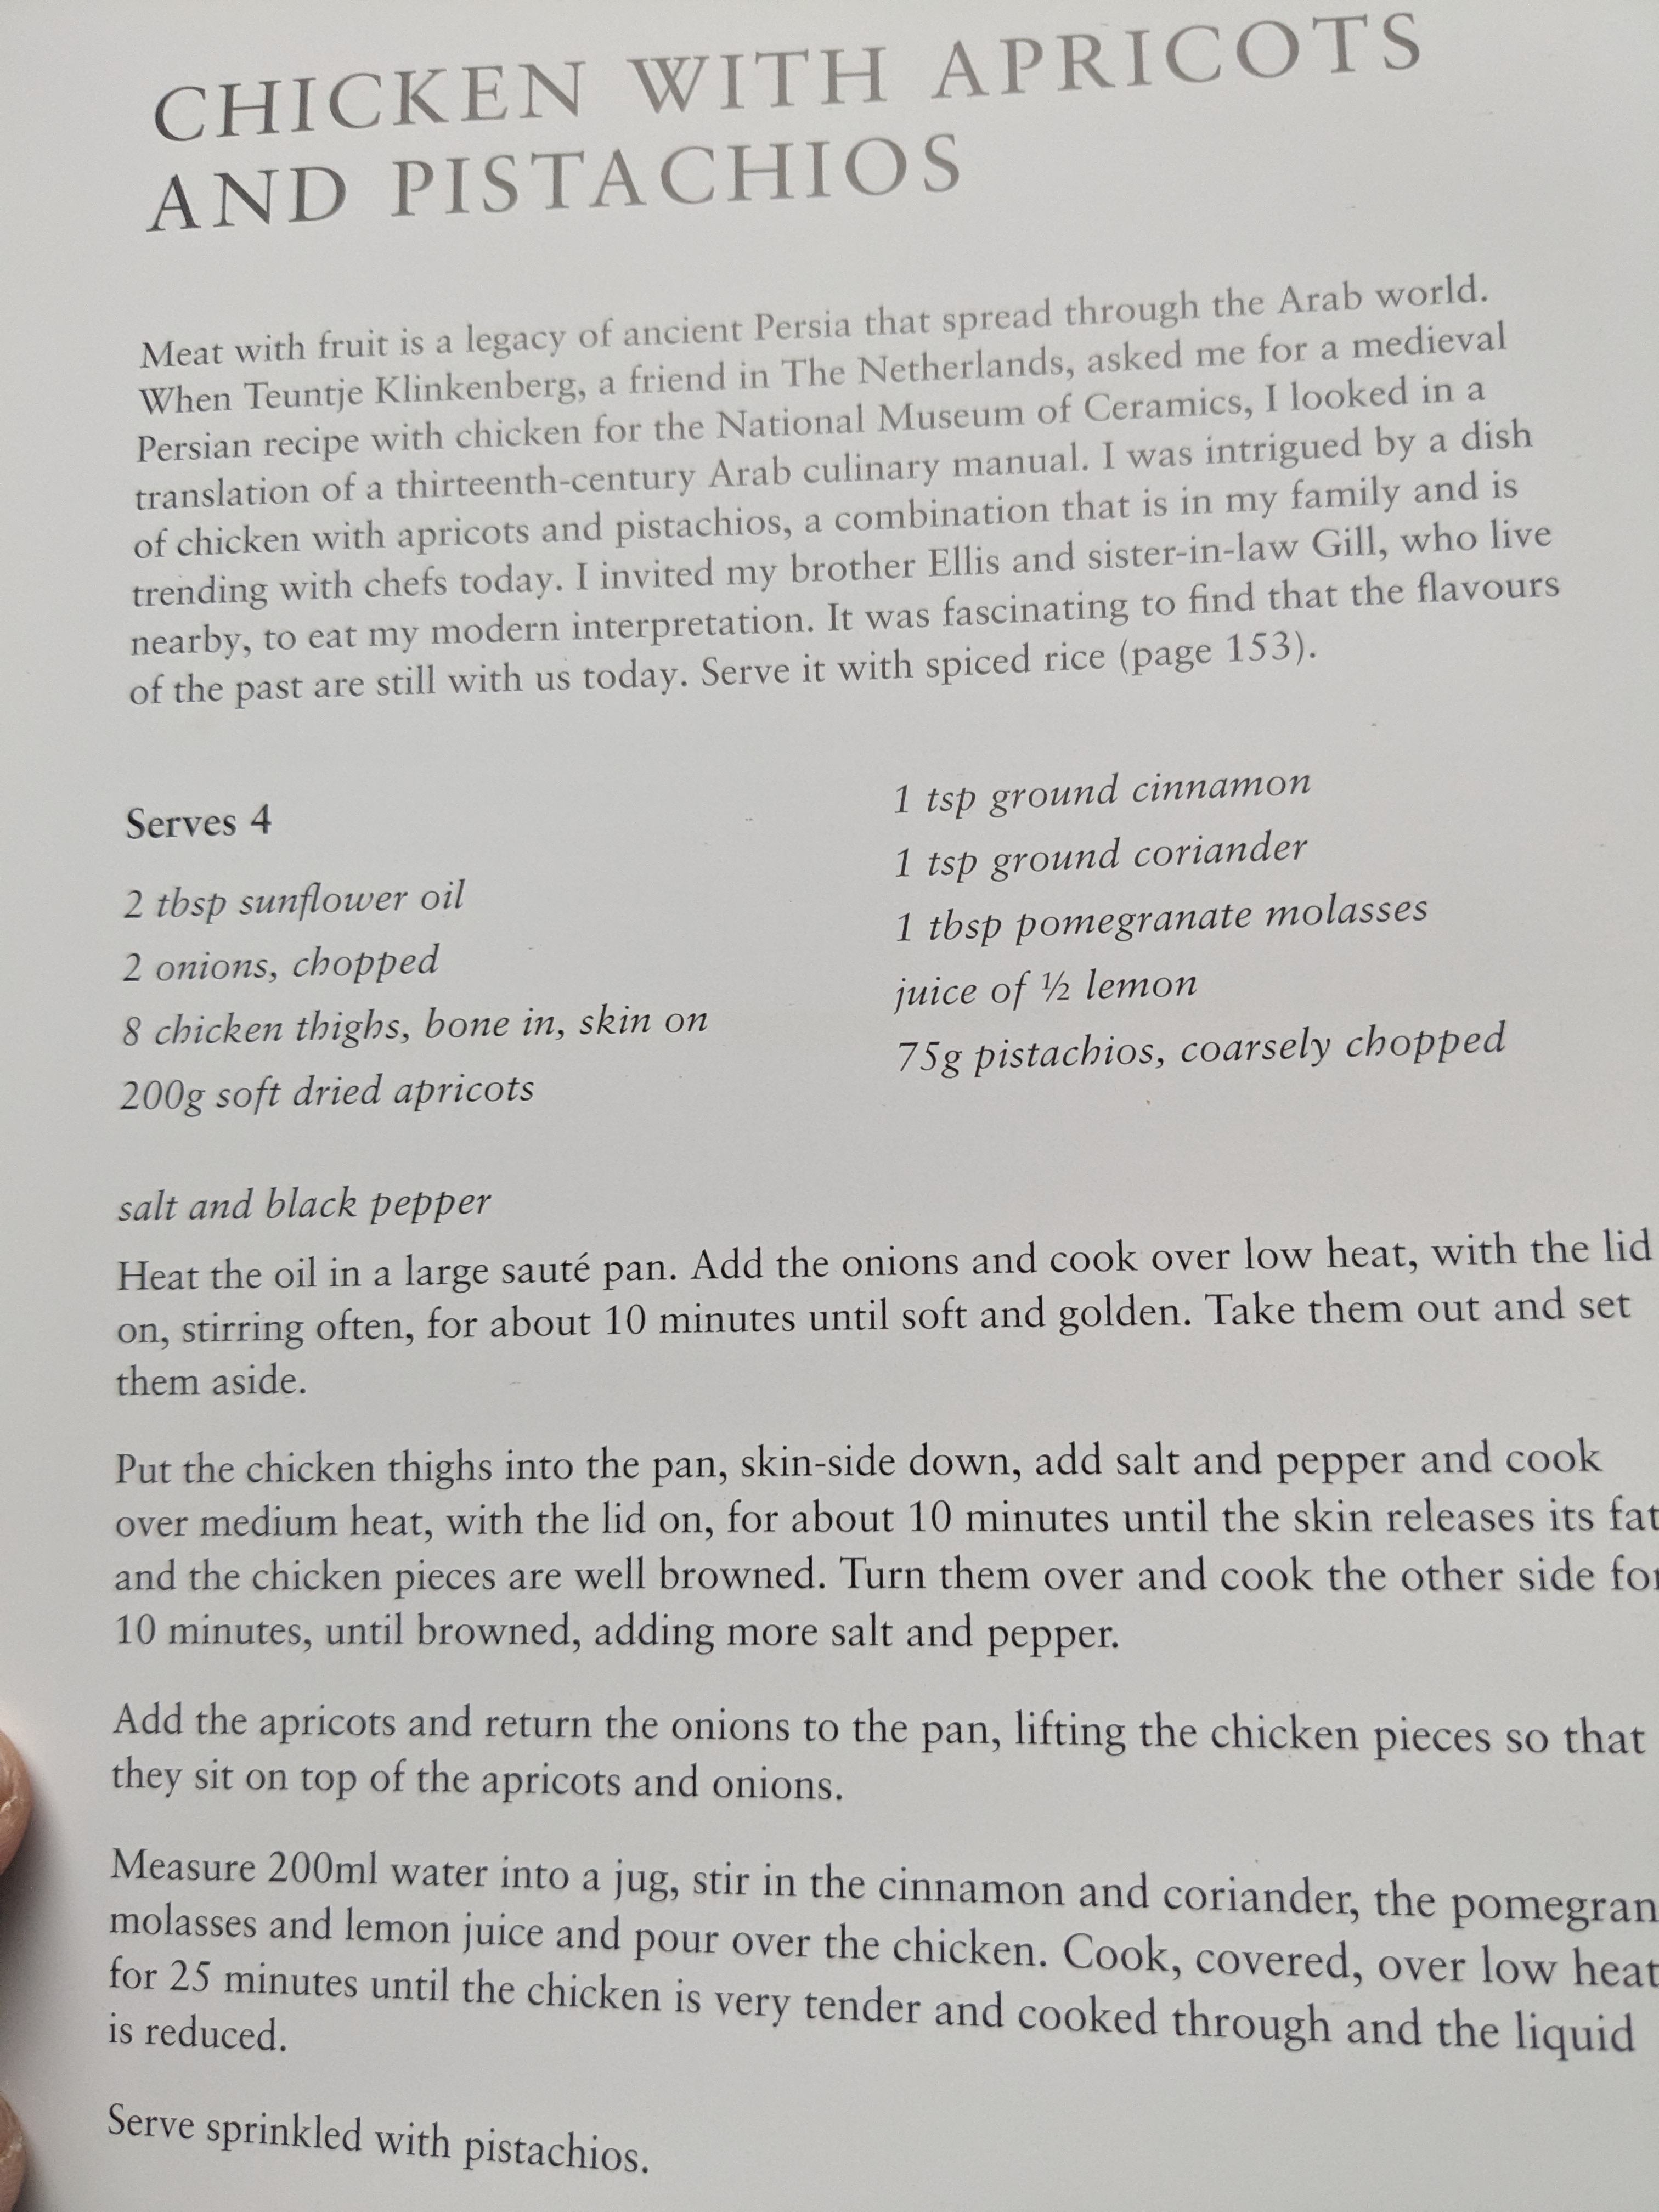 CHICKEN WITH APRICOTS
AND PISTACHIOS
Meat with fruit is a legacy of ancient Persia that spread through the Arab world.
When Teuntje Klinkenberg, a friend in The Netherlands, asked me for a medieval
Persian recipe with chicken for the National Museum of Ceramics, I looked in a
translation of a thirteenth-century Arab culinary manual. I was intrigued by a dish
of chicken with apricots and pistachios, a combination that is in my family and is
trending with chefs today. I invited my brother Ellis and sister-in-law Gill, who live
nearby, to eat my modern interpretation. It was fascinating to find that the flavours
of the past are still with us today. Serve it with spiced rice (page 153).
Serves 4
2 tbsp sunflower oil
2 onions, chopped
8 chicken thighs, bone in, skin on
200g soft dried apricots
1 tsp ground cinnamon
1 tsp ground coriander
1 tbsp pomegranate molasses
juice of ½ lemon
75g pistachios, coarsely chopped
salt and black pepper
Heat the oil in a large sauté pan. Add the onions and cook over low heat, with the lid
on, stirring often, for about 10 minutes until soft and golden. Take them out and set
them aside.
Put the chicken thighs into the pan, skin-side down, add salt and pepper and cook
over medium heat, with the lid on, for about 10 minutes until the skin releases its fat
and the chicken pieces are well browned. Turn them over and cook the other side for
10 minutes, until browned, adding more salt and pepper.
Add the apricots and return the onions to the pan, lifting the chicken pieces so that
they sit on top of the apricots and onions.
Measure 200ml water into a jug, stir in the cinnamon and coriander, the pomegran
molasses and lemon juice and pour over the chicken. Cook, covered, over low heat
for 25 minutes until the chicken is very tender and cooked through and the liquid
is reduced.
Serve sprinkled with pistachios.